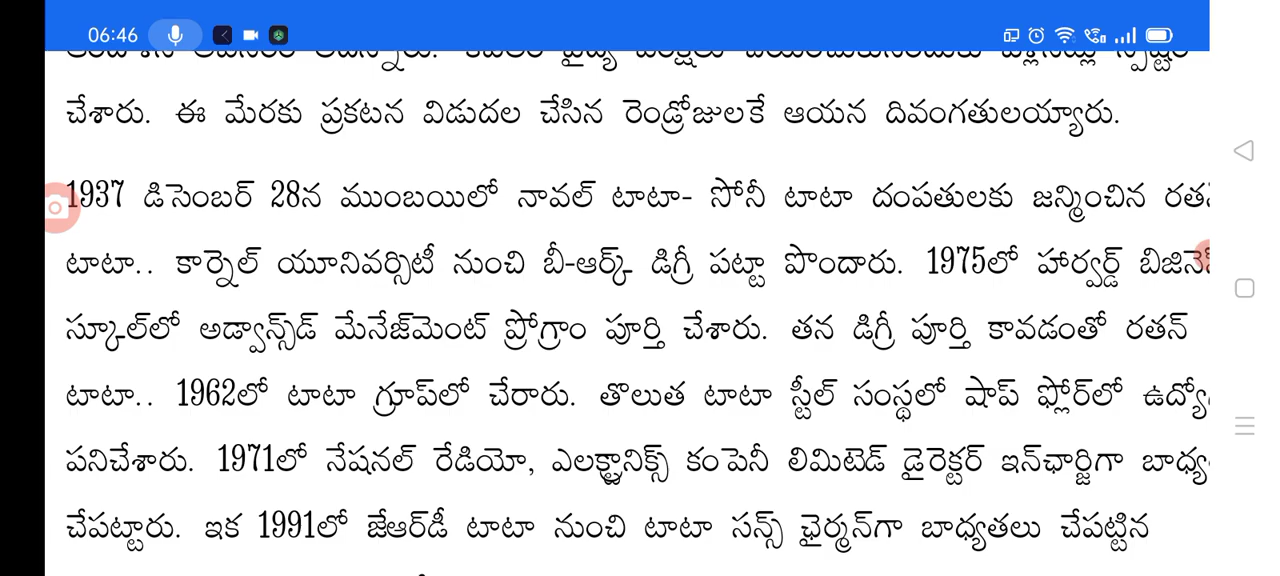 06:46
చేశారు. ఈ మేరకు ప్రకటన విడుదల చేసిన రెండ్రోజులకే ఆయన దివంగతులయ్యారు.
1937 డిసెంబర్ 28న ముంబయిలో నావల్ టాటా- సోనీ టాటా దంపతులకు జన్మించిన
టాటా.. కార్నెల్ యూనివర్సిటీ నుంచి బీ-ఆర్క్ డిగ్రీ పట్టా పొందారు. 1975లో హార్వర్డ్
స్కూల్‌లో అడ్వాన్స్‌డ్ మేనేజ్‌మెంట్ ప్రోగ్రాం పూర్తి చేశారు. తన డిగ్రీ పూర్తి కావడంతో రతన్
టాటా.. 1962లో టాటా గ్రూప్‌లో చేరారు. తొలుత టాటా స్టీల్ సంస్థలో షాప్ ఫ్లోర్‌లో
పనిచేశారు. 1971లో నేషనల్ రేడియో, ఎలక్ట్రానిక్స్ కంపెనీ లిమిటెడ్ డైరెక్టర్ ఇన్‌ఛార్జిగా
చేపట్టారు. ఇక 1991లో జేఆర్‌డీ టాటా నుంచి టాటా సన్స్ ఛైర్మన్‌గా బాధ్యతలు చేపట్టిన